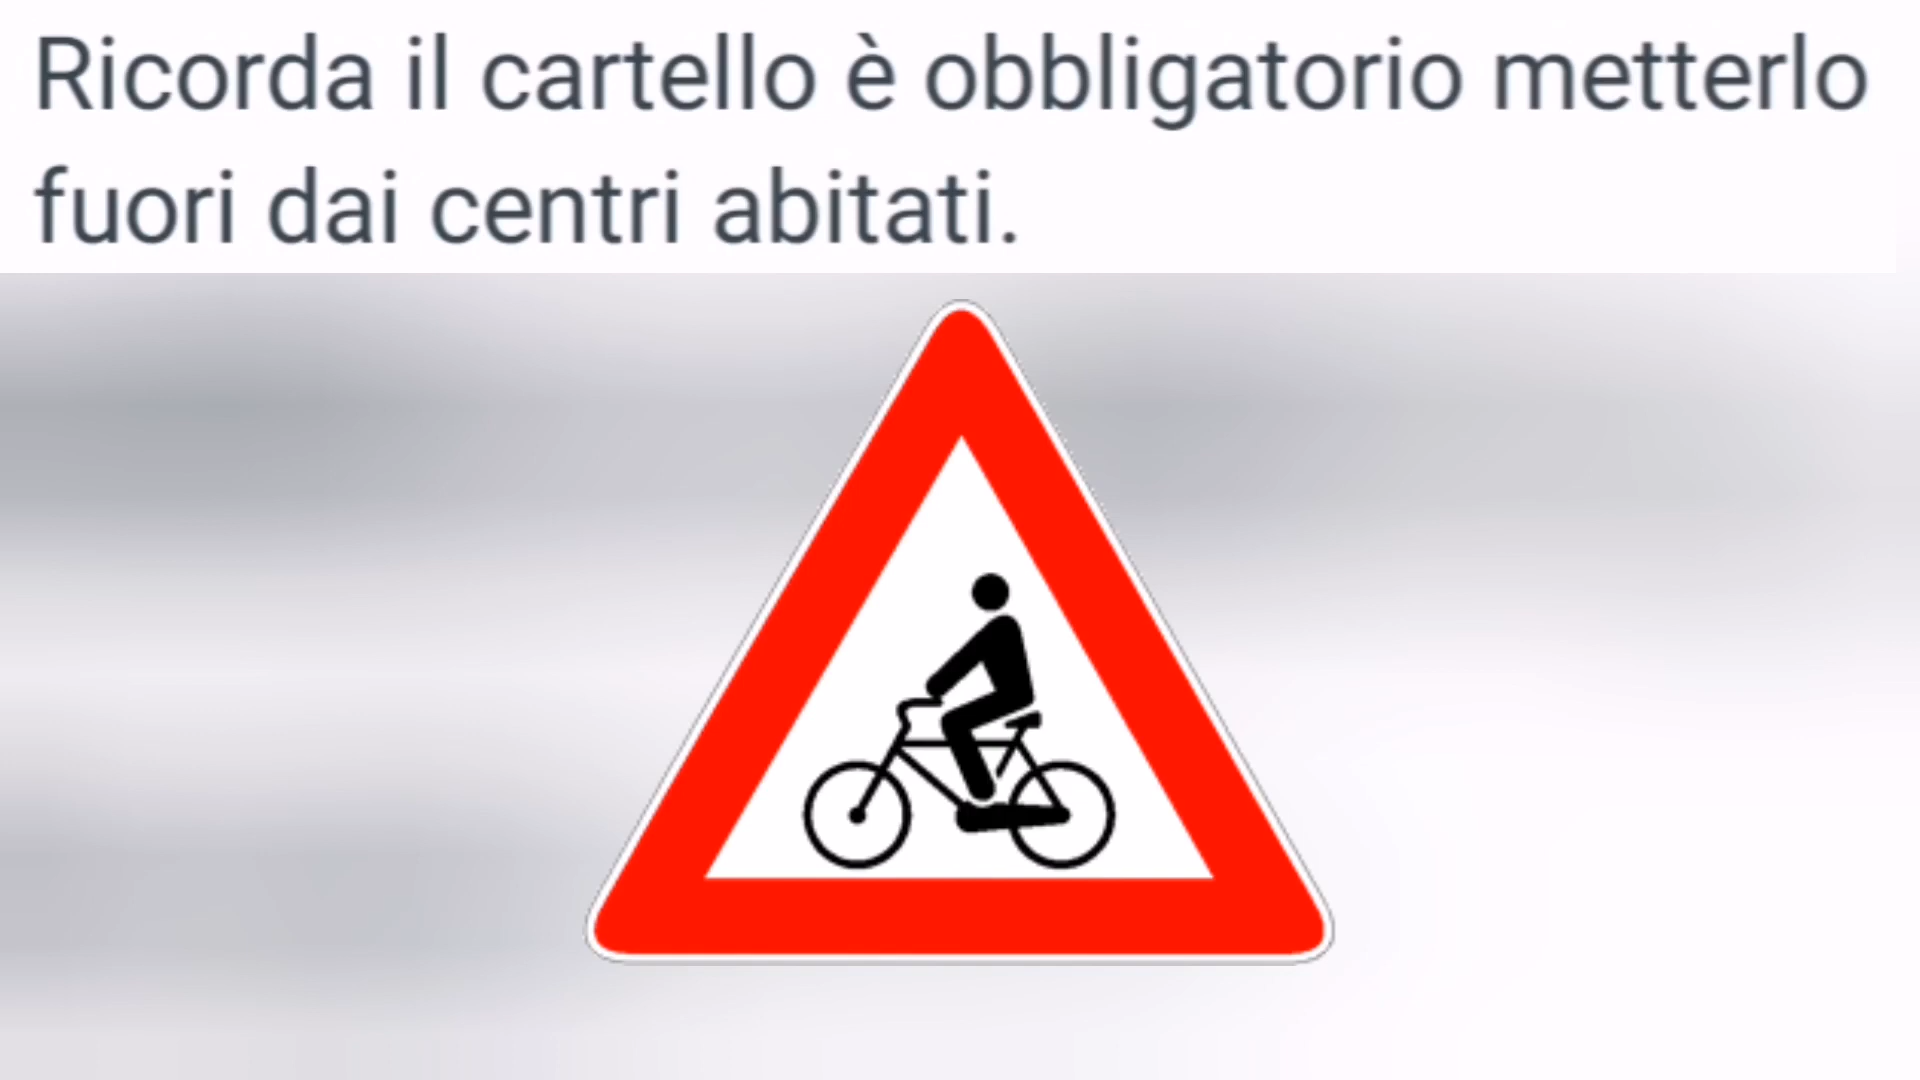 Ricorda il cartello è obbligatorio metterlo
fuori dai centri abitati.